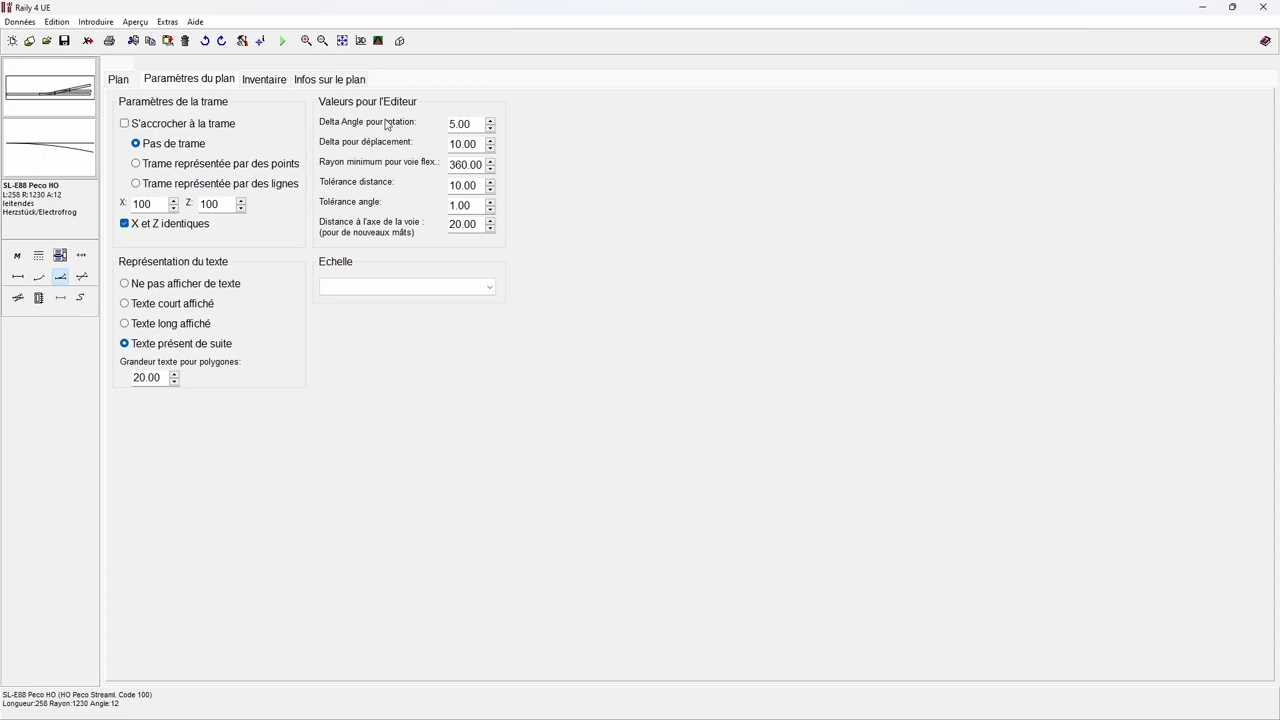 Raily 4 UE
Données Edition Introduire Aperçu Extras Aide
Plan Paramètres du plan Inventaire Infos sur le plan
Paramètres de la trame
S'accrocher à la trame
Pas de trame
Trame représentée par des points
Trame représentée par des lignes
X: 100 Z: 100
X et Z identiques
Valeurs pour l'Editeur
Delta Angle pour rotation: 5.00
Delta pour déplacement: 10.00
Rayon minimum pour voie flex.: 360.00
Tolérance distance: 10.00
Tolérance angle: 1.00
Distance à l'axe de la voie : 20.00
(pour de nouveaux mâts)
Représentation du texte
Ne pas afficher de texte
Texte court affiché
Texte long affiché
Texte présent de suite
Grandeur texte pour polygones:
20.00
Echelle
SL-E88 Peco HO
L:258 R:1230 A:12
leitendes
Herzstück/Electrofrog
M
SL-E88 Peco HO (HO Peco Streaml. Code 100)
Longueur:258 Rayon:1230 Angle:12